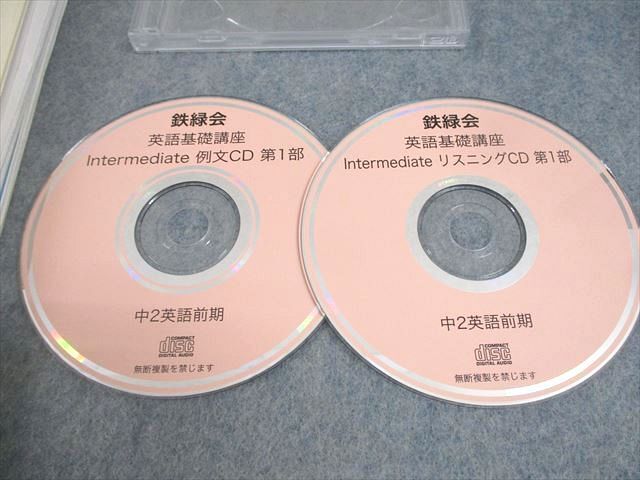 鉄緑会
英語基礎講座
Intermediate 例文CD 第1部
中2英語前期
COMPACT
disc
DIGITAL AUDIO
無断複製を禁じます
鉄緑会
英語基礎講座
Intermediate リスニングCD 第1部
中2英語前期
COMPACT
disc
DIGITAL AUDIO
無断複製を禁じます